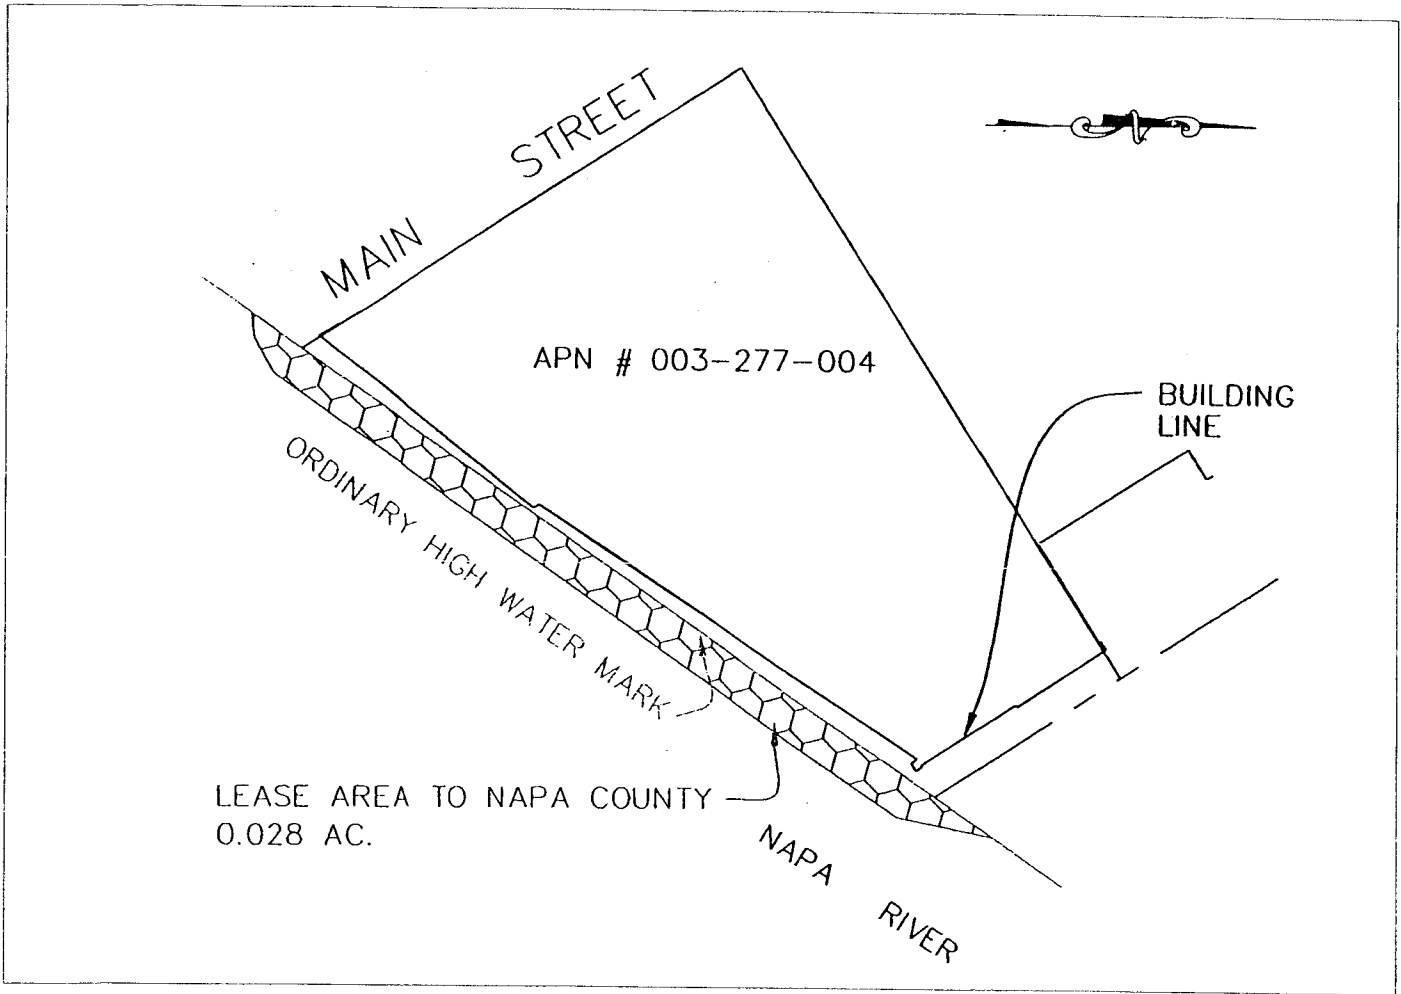 MAIN STREET
APN # 003-277-004
BUILDING
LINE
ORDINARY HIGH WATER MARK
LEASE AREA TO NAPA COUNTY
0.028 AC.
NAPA RIVER